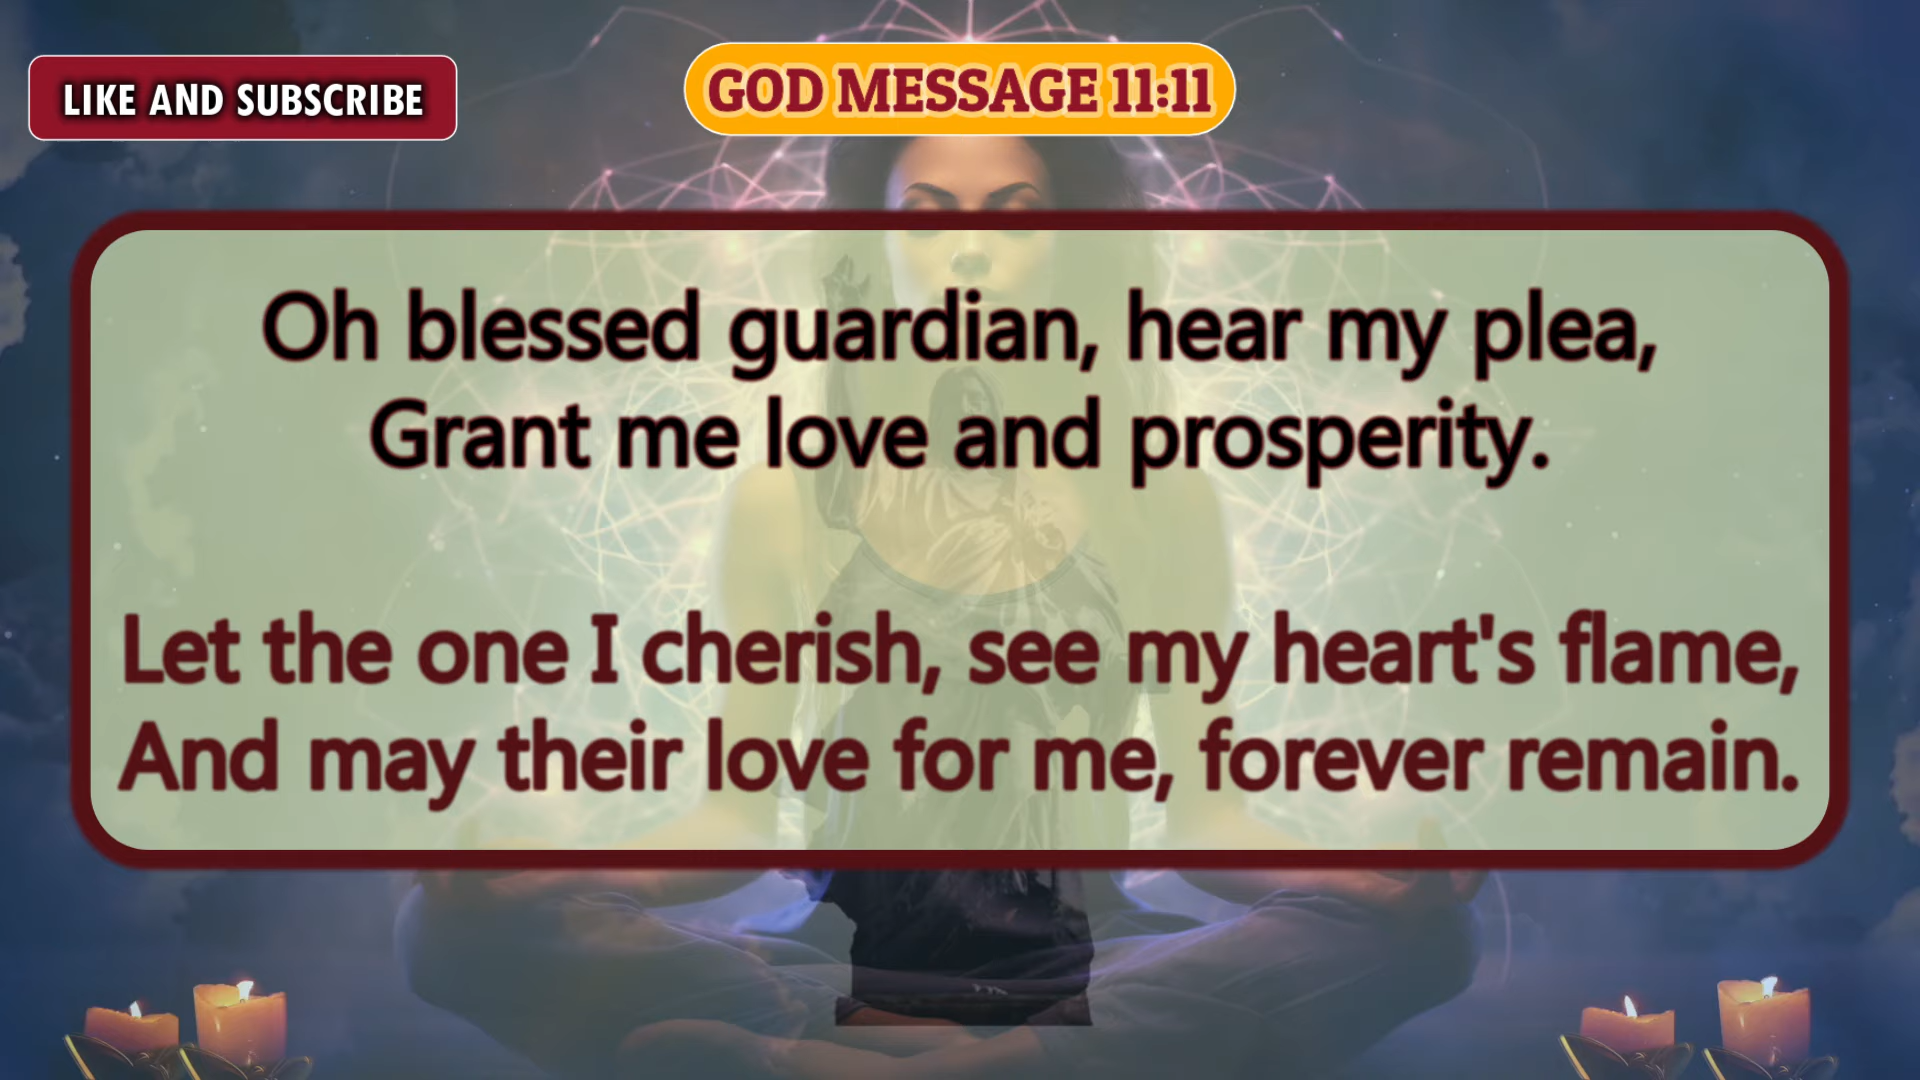 LIKE AND SUBSCRIBE
GOD MESSAGE 11:11
Oh blessed guardian, hear my plea,
Grant me love and prosperity.
Let the one I cherish, see my heart's flame,
And may their love for me, forever remain.